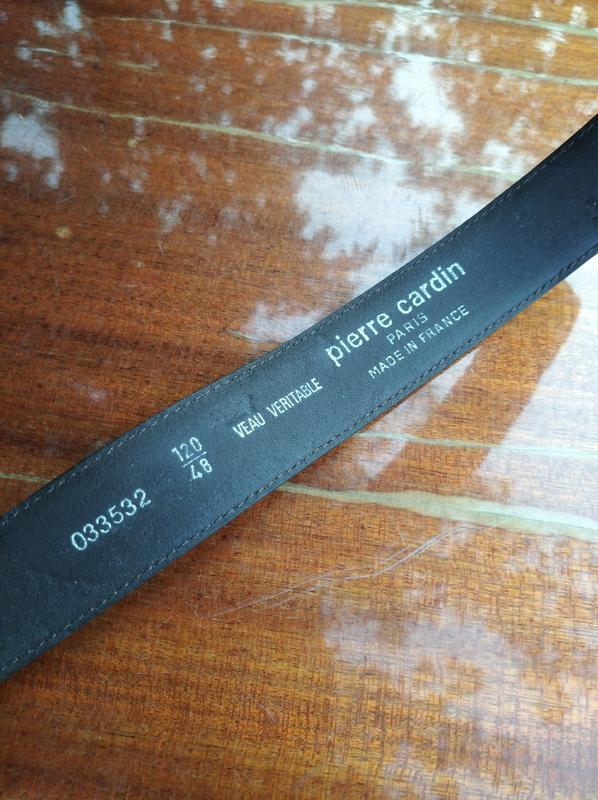 033532
120
48
VEAU VERITABLE
pierre cardin
PARIS
MADE IN FRANCE